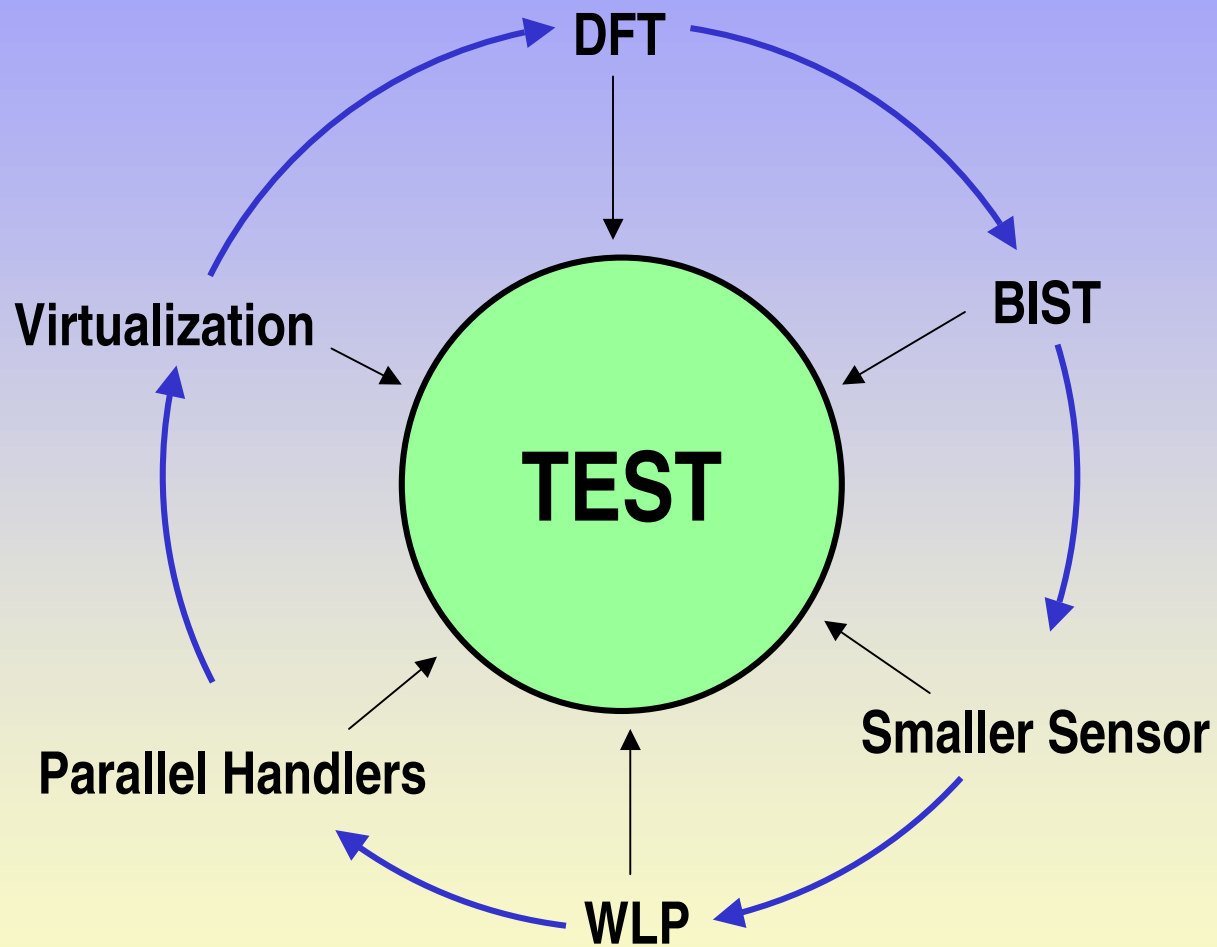 DFT
BIST
Virtualization
TEST
Smaller Sensor
Parallel Handlers
WLP